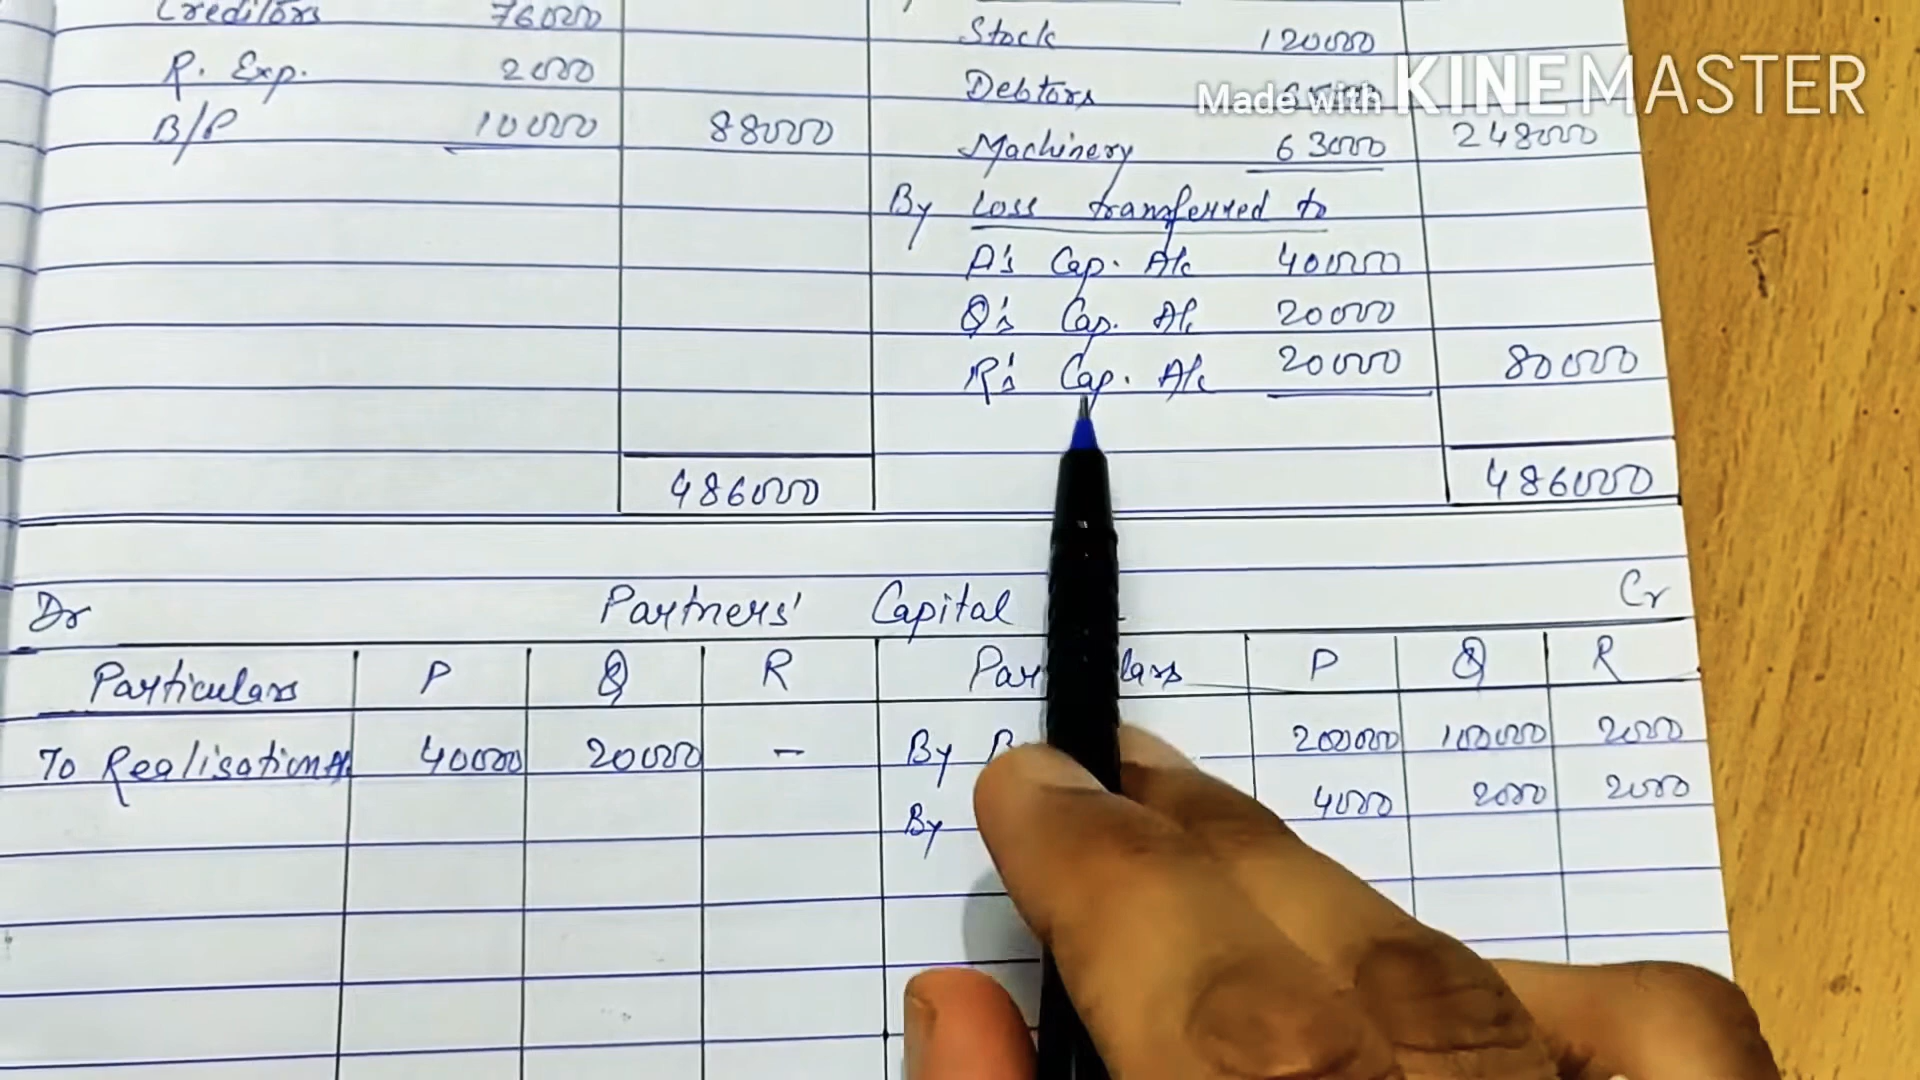 Creditors 76000
R. Exp. 2000
B/P 10000 88000
Stock 120000
Debtors
Machinery 63000 248000
By Loss transferred to
P's Cap. A/c 40000
Q's Cap. A/c 20000
R's Cap. A/c 20000 80000
486000 486000
Made with KINEMASTER
Dr Partners' Capital Cr
Particulars P Q R Particulars P Q R
To Realisation A/c 40000 20000 - By 200000 100000 2000
By 4000 2000 2000